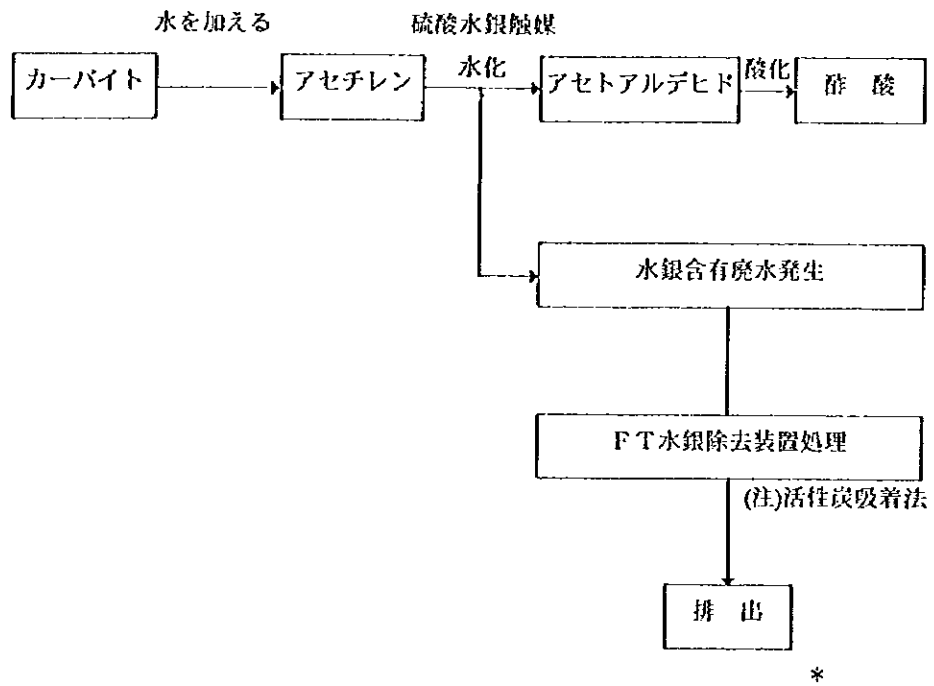 水を加える
硫酸水銀触媒
カーバイト
アセチレン
水化
アセトアルデヒド
酸化
酢 酸
水銀含有廃水発生
FT水銀除去装置処理
(注)活性炭吸着法
排 出
*